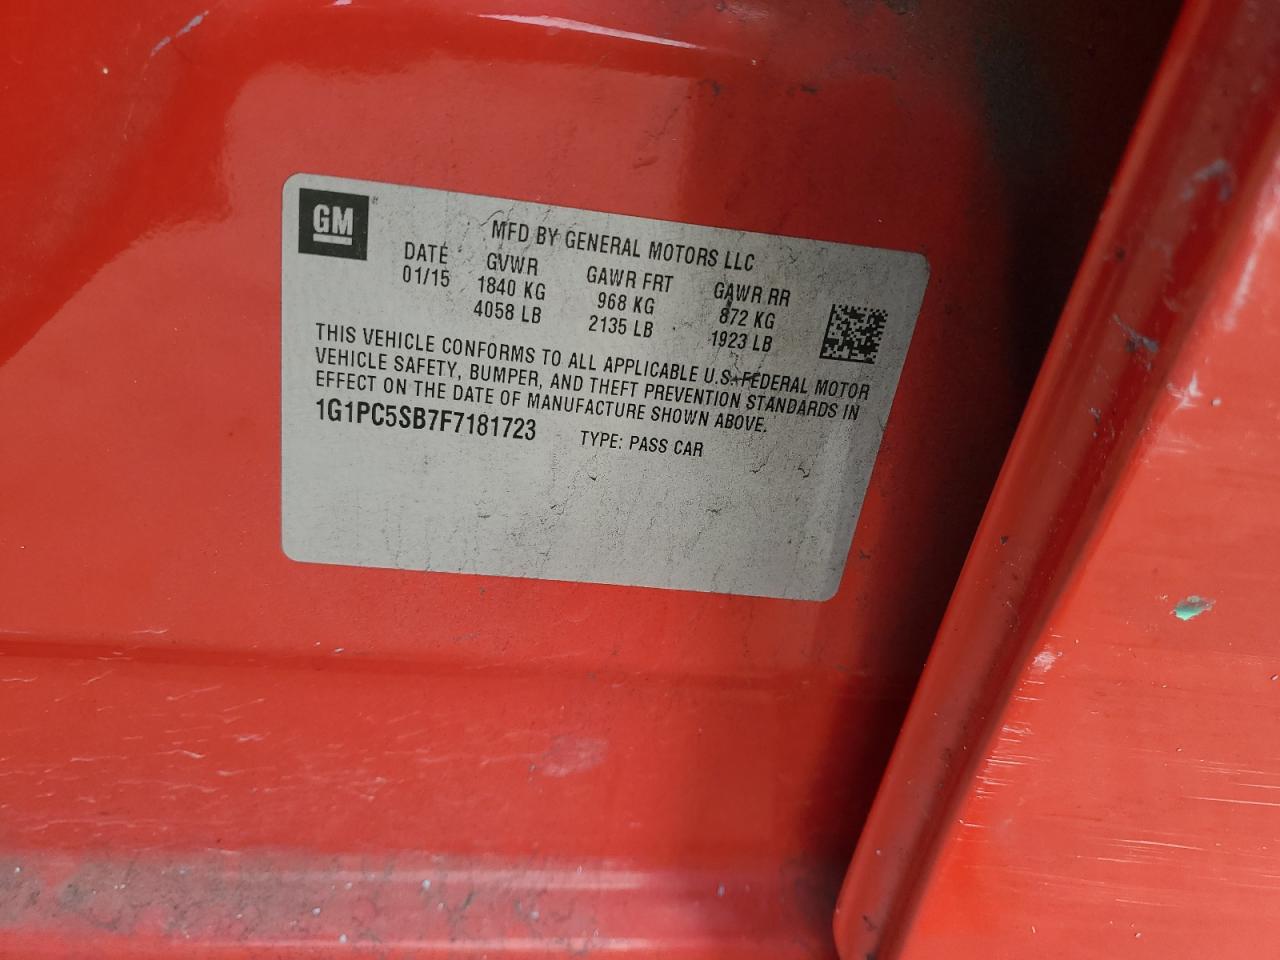 GM
MFD BY GENERAL MOTORS LLC
DATE GVWR GAWR FRT GAWR RR
01/15 1840 KG 968 KG 872 KG
4058 LB 2135 LB 1923 LB
THIS VEHICLE CONFORMS TO ALL APPLICABLE U.S. FEDERAL MOTOR
VEHICLE SAFETY, BUMPER, AND THEFT PREVENTION STANDARDS IN
EFFECT ON THE DATE OF MANUFACTURE SHOWN ABOVE.
1G1PC5SB7F7181723 TYPE: PASS CAR